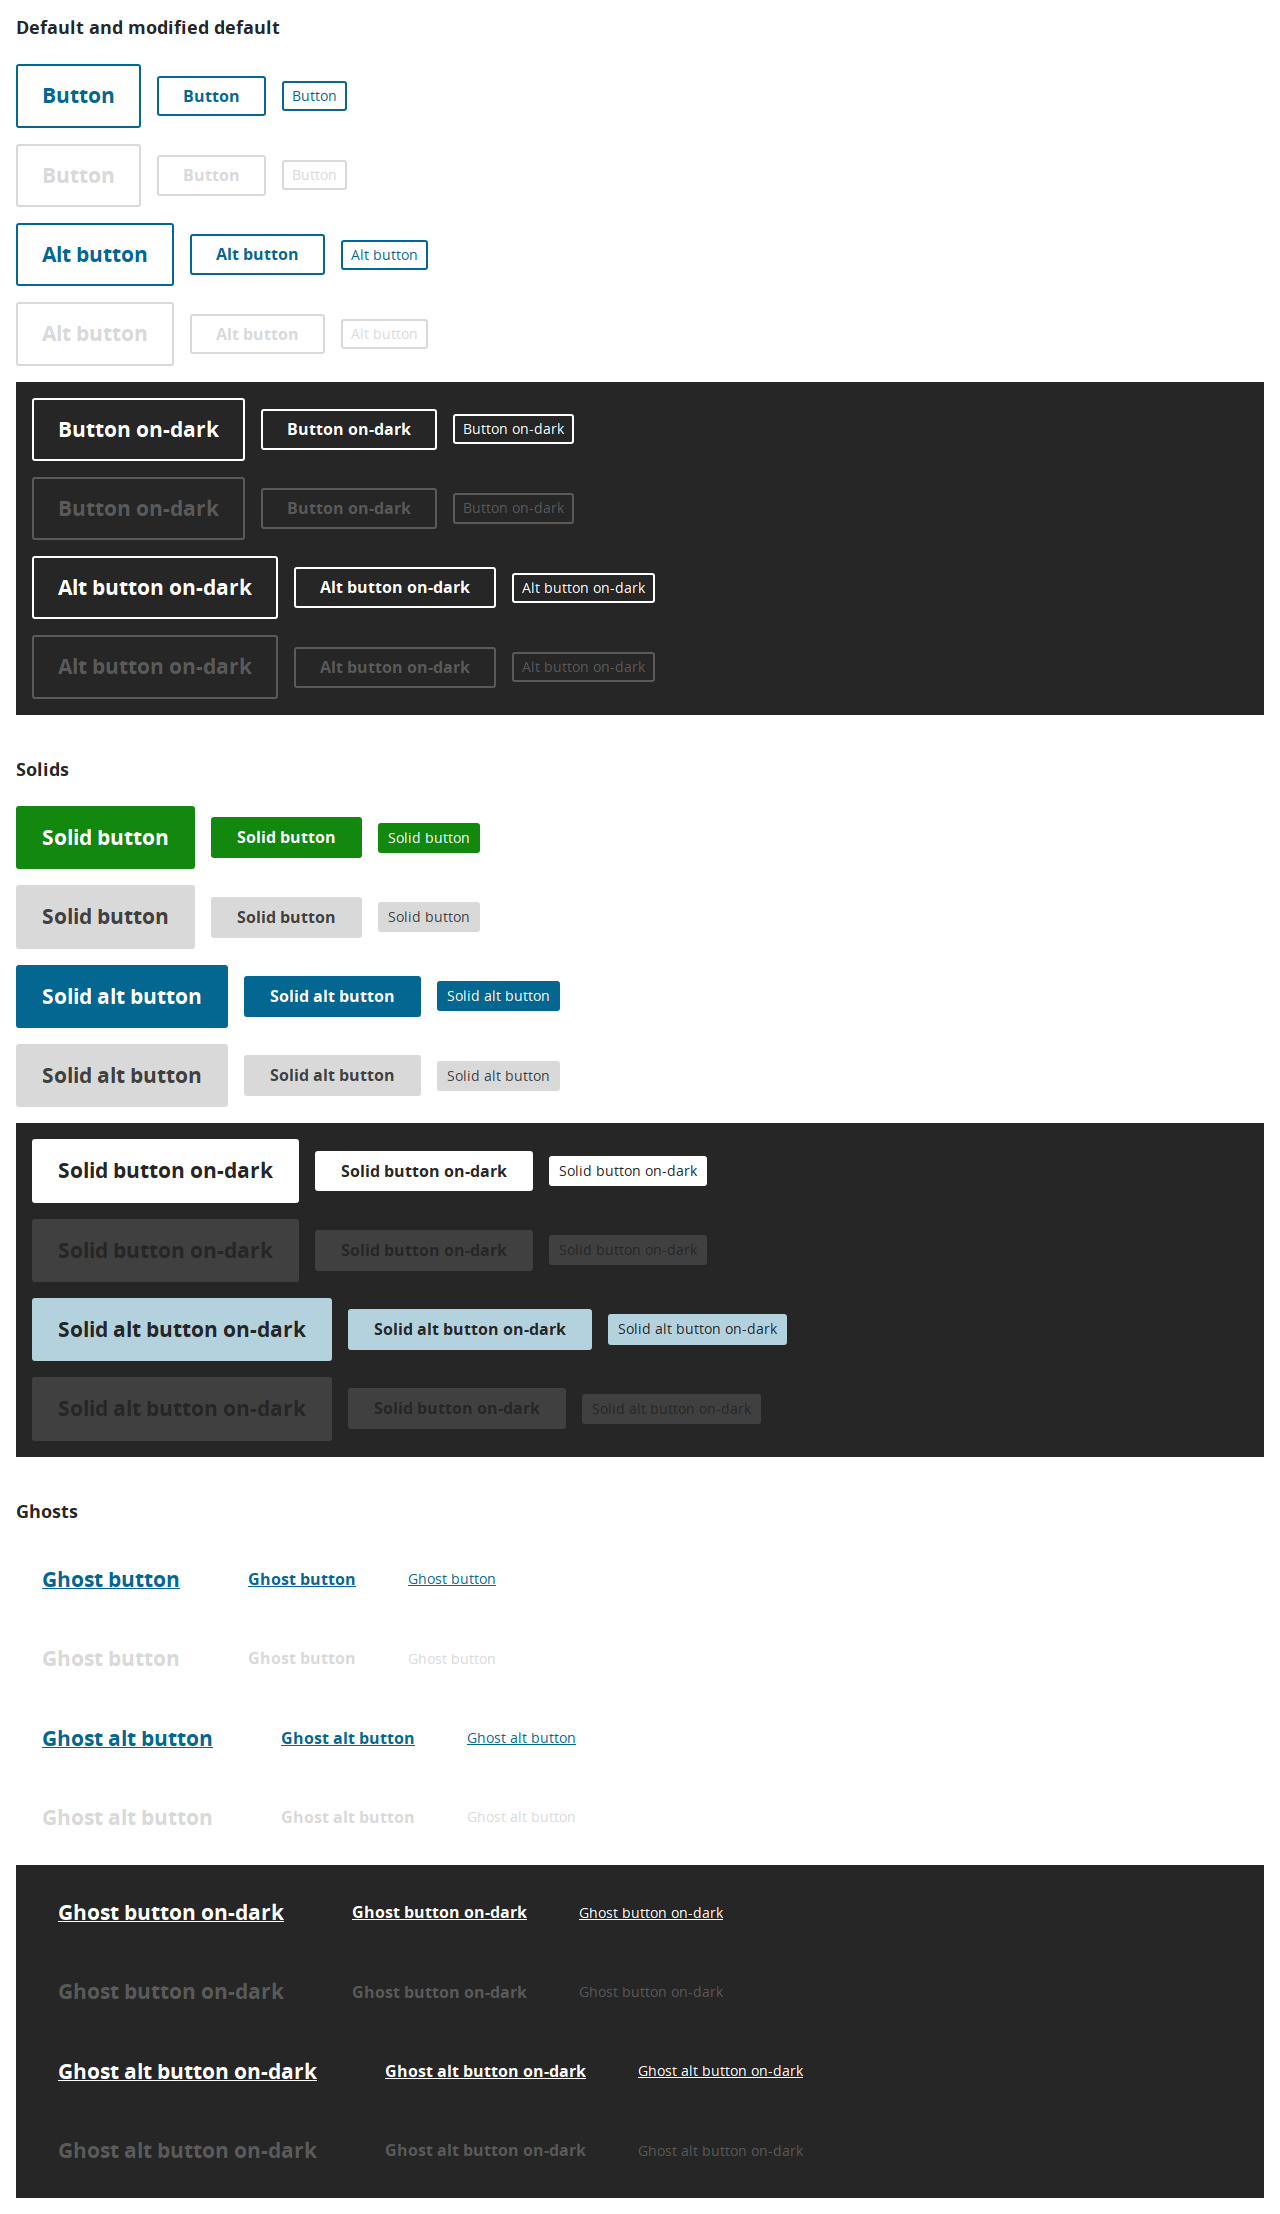 Default and modified default
Button Button Button
Button Button Button
Alt button Alt button Alt button
Alt button Alt button Alt button
Button on-dark Button on-dark Button on-dark
Button on-dark Button on-dark Button on-dark
Alt button on-dark Alt button on-dark Alt button on-dark
Alt button on-dark Alt button on-dark Alt button on-dark
Solids
Solid button Solid button Solid button
Solid button Solid button Solid button
Solid alt button Solid alt button Solid alt button
Solid alt button Solid alt button Solid alt button
Solid button on-dark Solid button on-dark Solid button on-dark
Solid button on-dark Solid button on-dark Solid button on-dark
Solid alt button on-dark Solid alt button on-dark Solid alt button on-dark
Solid alt button on-dark Solid button on-dark Solid alt button on-dark
Ghosts
Ghost button Ghost button Ghost button
Ghost button Ghost button Ghost button
Ghost alt button Ghost alt button Ghost alt button
Ghost alt button Ghost alt button Ghost alt button
Ghost button on-dark Ghost button on-dark Ghost button on-dark
Ghost button on-dark Ghost button on-dark Ghost button on-dark
Ghost alt button on-dark Ghost alt button on-dark Ghost alt button on-dark
Ghost alt button on-dark Ghost alt button on-dark Ghost alt button on-dark